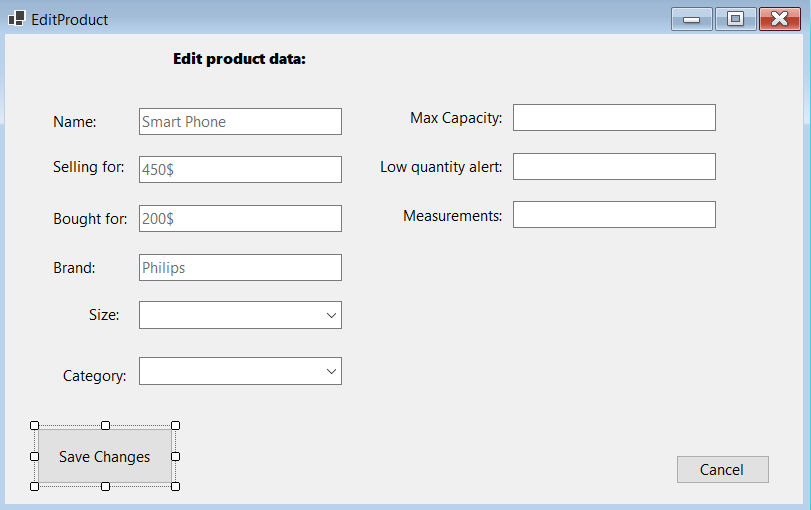 EditProduct
Edit product data:
Name: Smart Phone
Selling for: 450$
Bought for: 200$
Brand: Philips
Size:
Category:
Max Capacity:
Low quantity alert:
Measurements:
Save Changes
Cancel